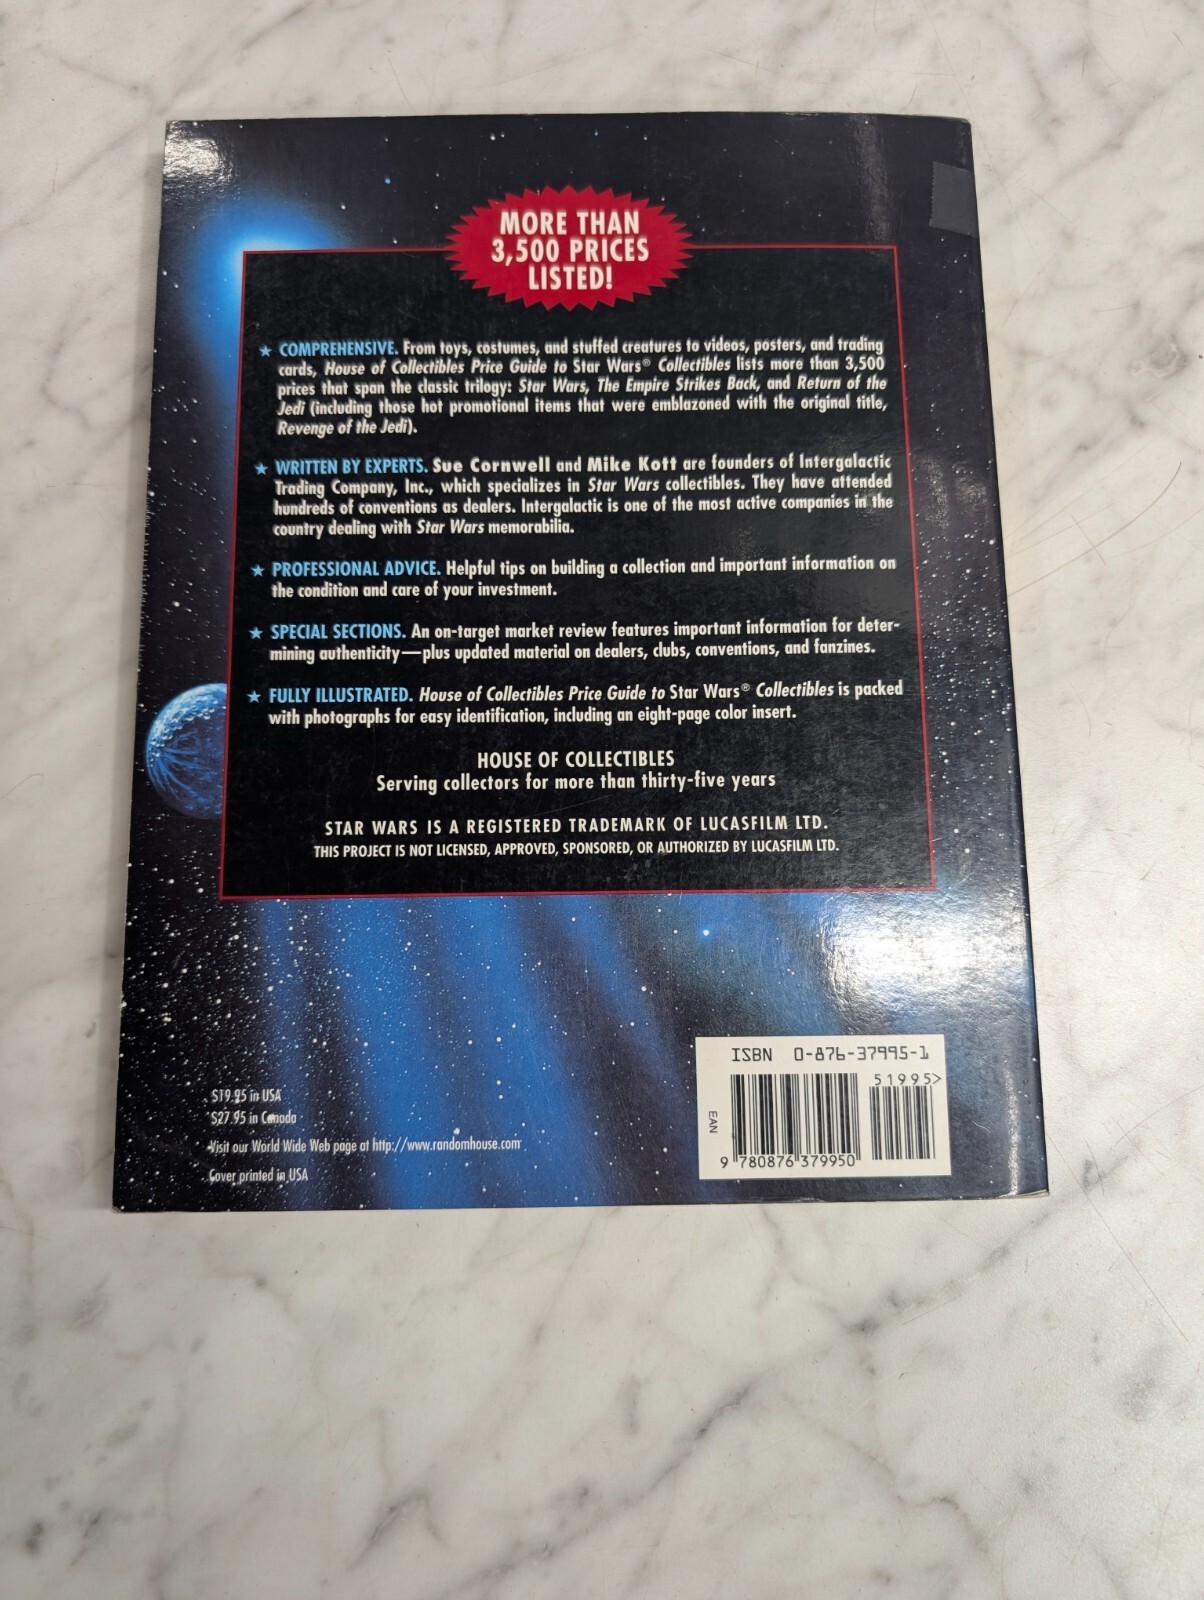 MORE THAN
3,500 PRICES
LISTED!
★ COMPREHENSIVE. From toys, costumes, and stuffed creatures to videos, posters, and trading
cards, House of Collectibles Price Guide to Star Wars® Collectibles lists more than 3,500
prices that span the classic trilogy: Star Wars, The Empire Strikes Back, and Return of the
Jedi (including those hot promotional items that were emblazoned with the original title,
Revenge of the Jedi).
★ WRITTEN BY EXPERTS. Sue Cornwell and Mike Kott are founders of Intergalactic
Trading Company, Inc., which specializes in Star Wars collectibles. They have attended
hundreds of conventions as dealers. Intergalactic is one of the most active companies in the
country dealing with Star Wars memorabilia.
★ PROFESSIONAL ADVICE. Helpful tips on building a collection and important information on
the condition and care of your investment.
★ SPECIAL SECTIONS. An on-target market review features important information for deter-
mining authenticity—plus updated material on dealers, clubs, conventions, and fanzines.
★ FULLY ILLUSTRATED. House of Collectibles Price Guide to Star Wars® Collectibles is packed
with photographs for easy identification, including an eight-page color insert.
HOUSE OF COLLECTIBLES
Serving collectors for more than thirty-five years
STAR WARS IS A REGISTERED TRADEMARK OF LUCASFILM LTD.
THIS PROJECT IS NOT LICENSED, APPROVED, SPONSORED, OR AUTHORIZED BY LUCASFILM LTD.
$19.95 in USA
$27.95 in Canada
Visit our World Wide Web page at http://www.randomhouse.com
Cover printed in USA
ISBN 0-876-37995-1
51995>
EAN
9 780876 379950